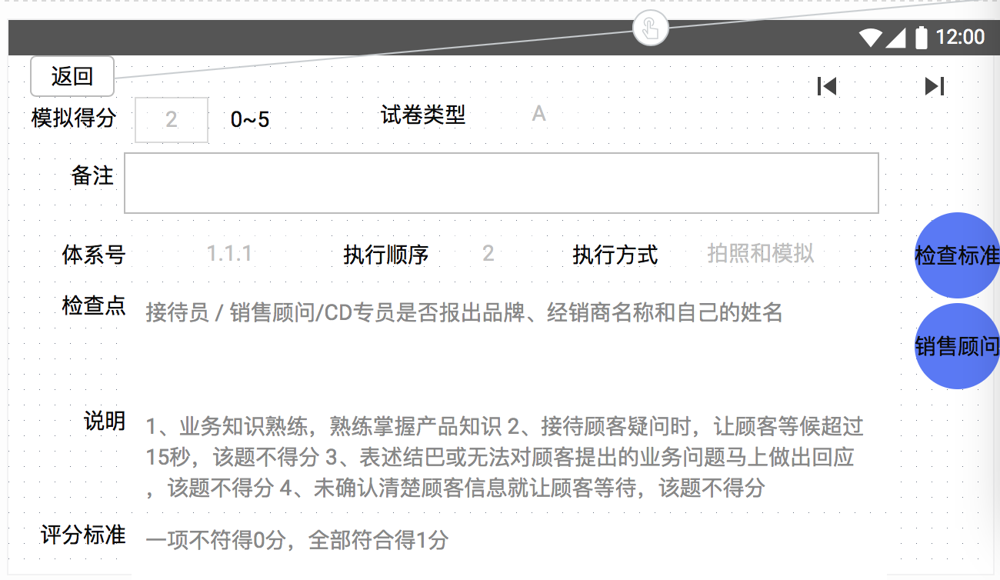 12:00
返回
模拟得分 2 0~5 试卷类型 A
备注
体系号 1.1.1 执行顺序 2 执行方式 拍照和模拟
检查标准
检查点 接待员 / 销售顾问/CD专员是否报出品牌、经销商名称和自己的姓名
销售顾问
说明 1、业务知识熟练，熟练掌握产品知识 2、接待顾客疑问时，让顾客等候超过
15秒，该题不得分 3、表述结巴或无法对顾客提出的业务问题马上做出回应
，该题不得分 4、未确认清楚顾客信息就让顾客等待，该题不得分
评分标准 一项不符得0分，全部符合得1分